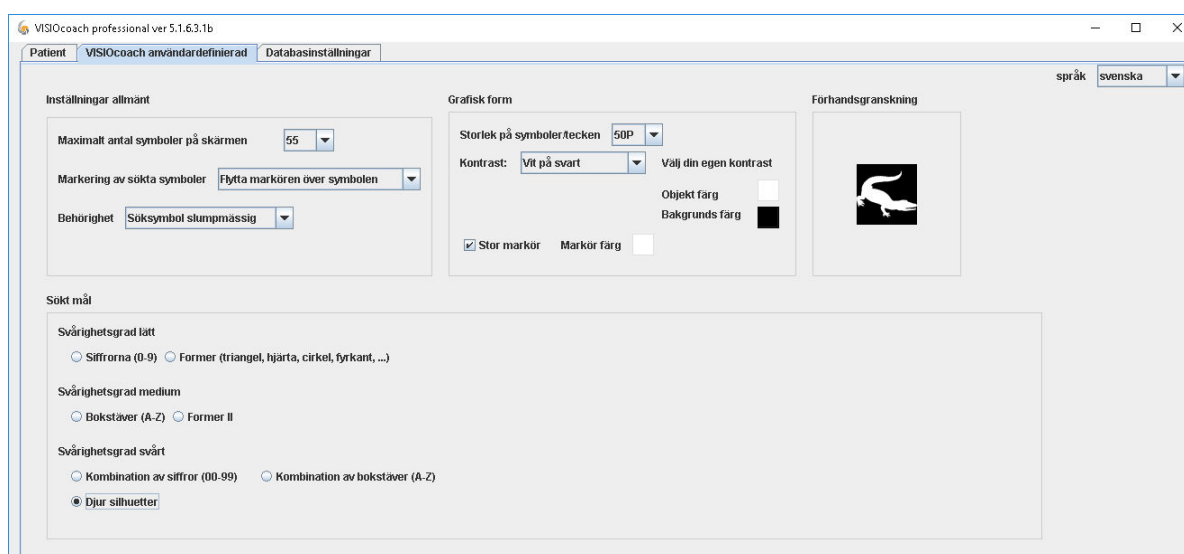 VISIOcoach professional ver 5.1.6.3.1b
Patient
VISIOcoach användardefinierad
Databasinställningar
språk
svenska
Inställningar allmänt
Maximalt antal symboler på skärmen
55
Markering av sökta symboler
Flytta markören över symbolen
Behörighet
Söksymbol slumpmässig
Grafisk form
Storlek på symboler/tecken
50P
Kontrast:
Vit på svart
Välj din egen kontrast
Objekt färg
Bakgrunds färg
Stor markör
Markör färg
Förhandsgranskning
Sökt mål
Svårighetsgrad lätt
Siffrorna (0-9)
Former (triangel, hjärta, cirkel, fyrkant, ...)
Svårighetsgrad medium
Bokstäver (A-Z)
Former II
Svårighetsgrad svårt
Kombination av siffror (00-99)
Kombination av bokstäver (A-Z)
Djur silhuetter